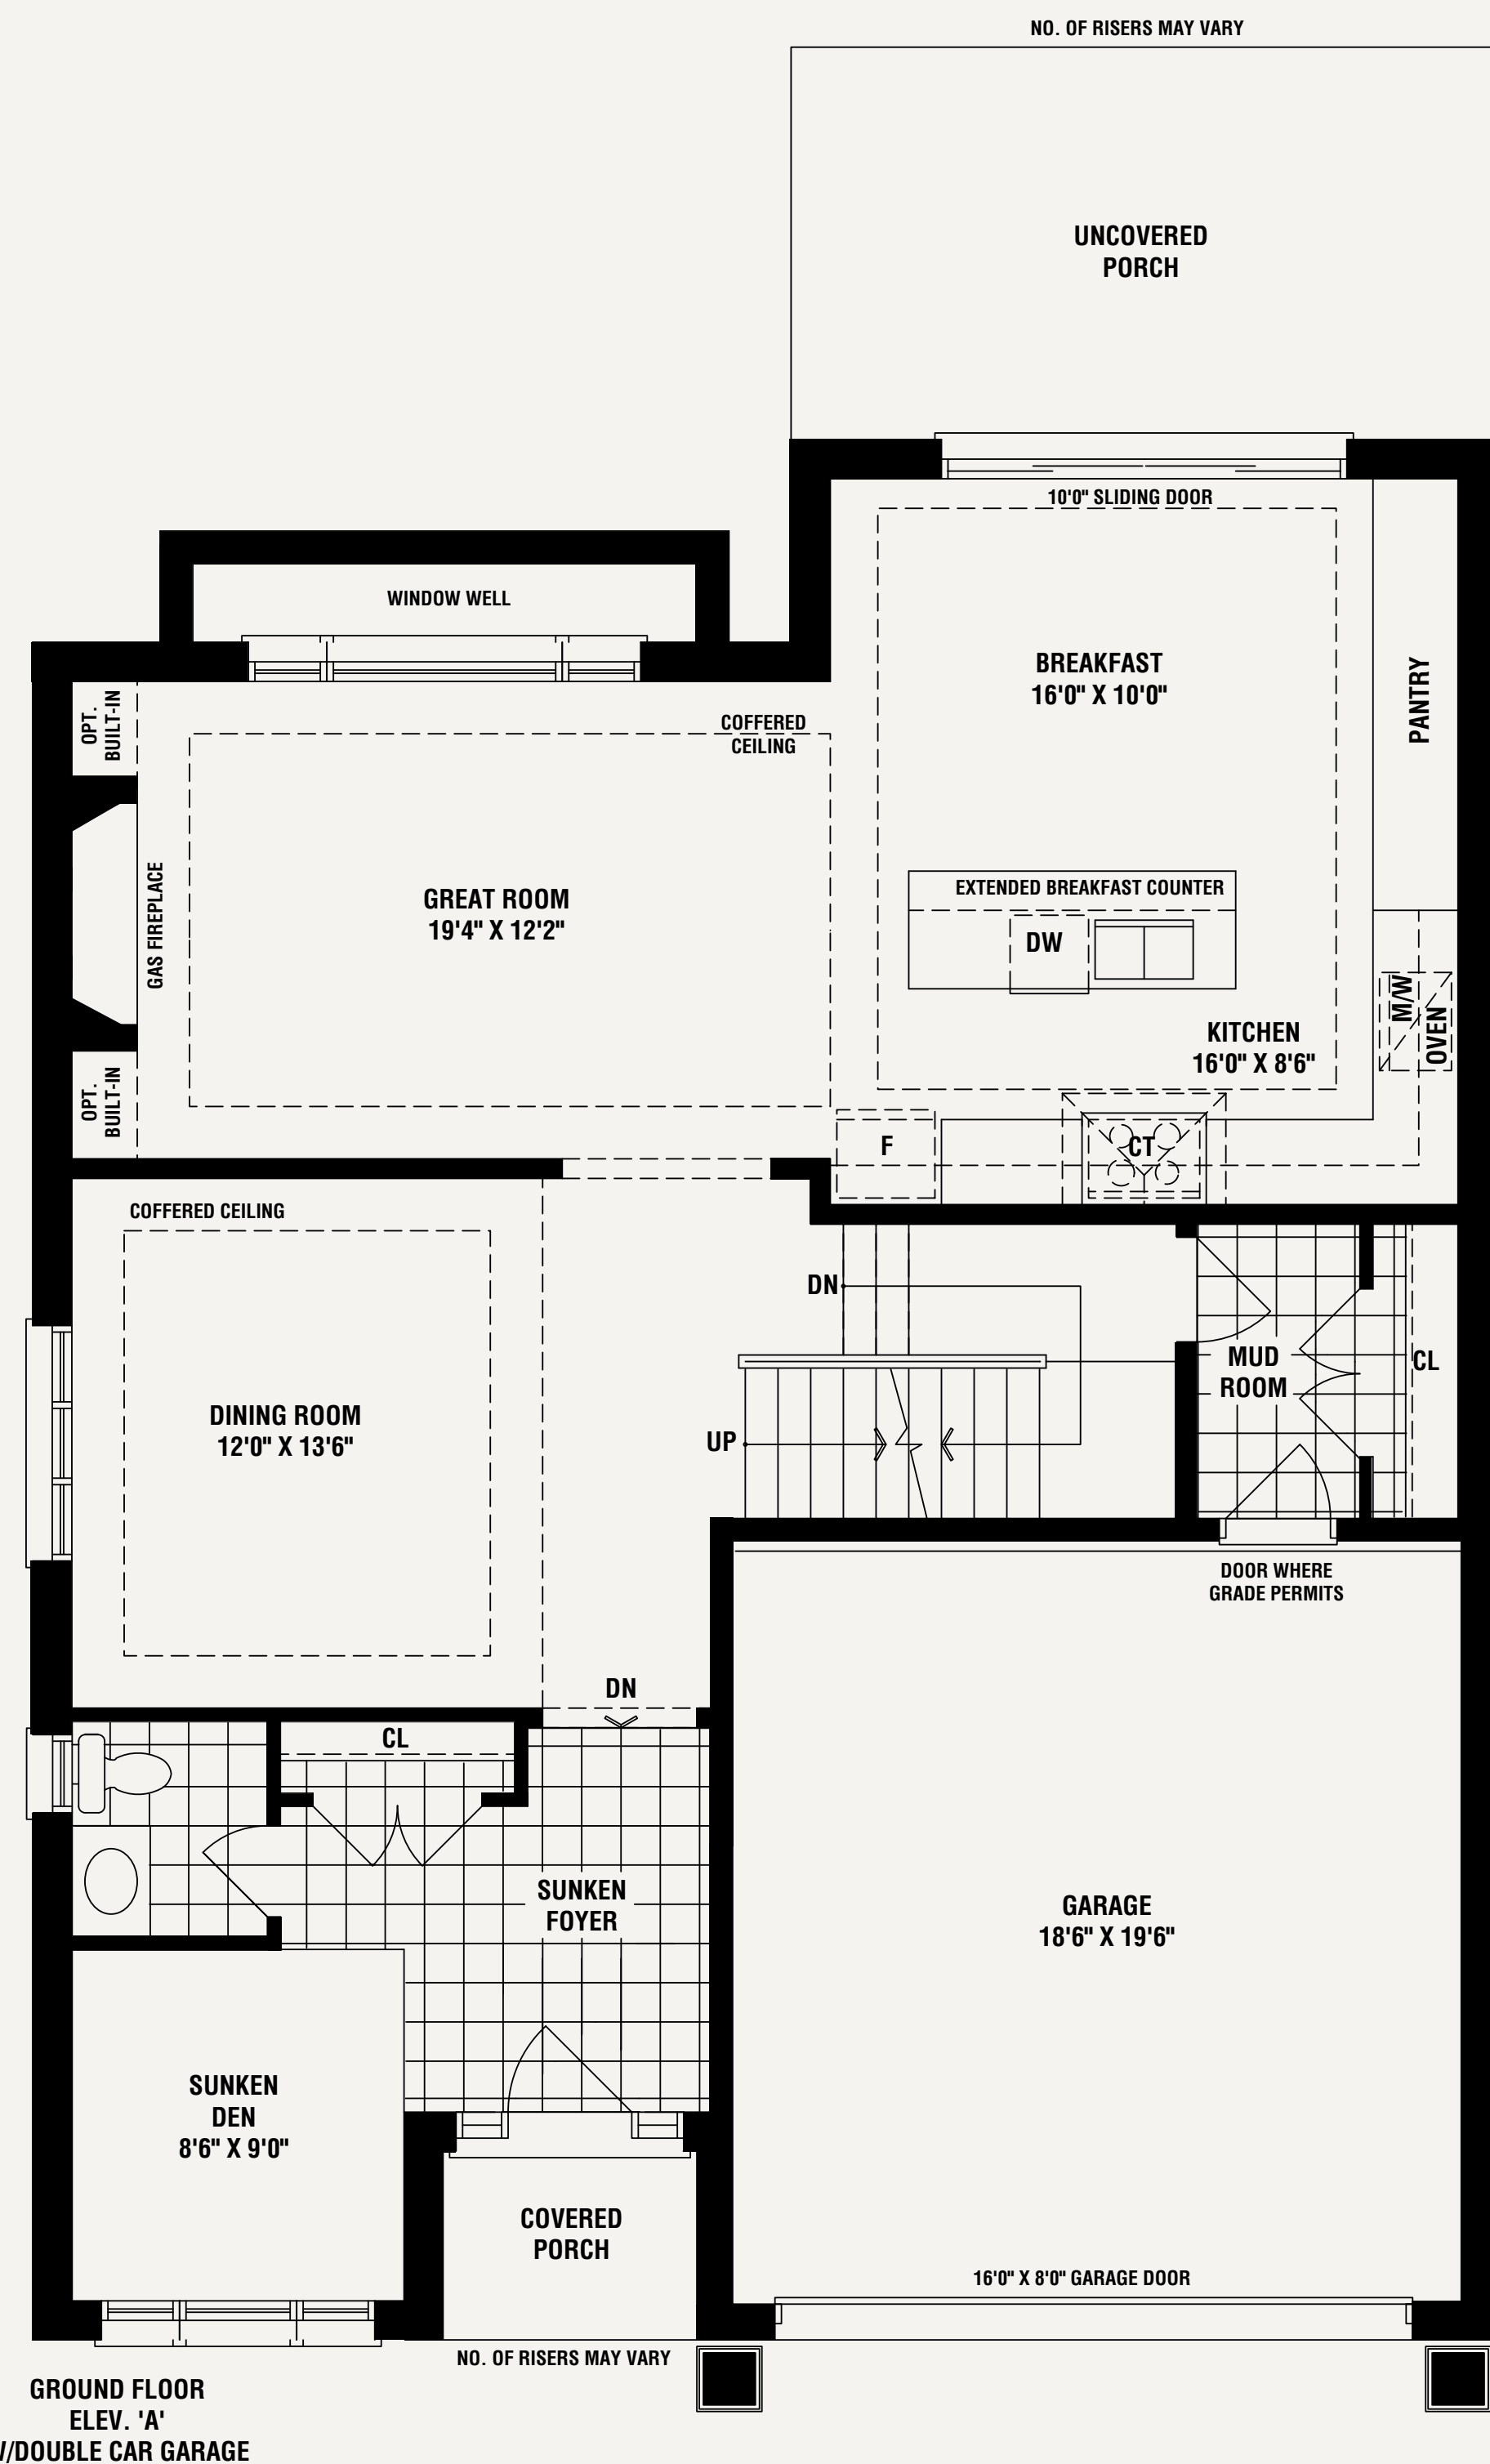 NO. OF RISERS MAY VARY
UNCOVERED
PORCH
10'0" SLIDING DOOR
WINDOW WELL
BREAKFAST
16'0" X 10'0"
PANTRY
OPT.
BUILT-IN
COFFERED
CEILING
GAS FIREPLACE
GREAT ROOM
19'4" X 12'2"
EXTENDED BREAKFAST COUNTER
DW
M/W
OVEN
KITCHEN
16'0" X 8'6"
OPT.
BUILT-IN
F
CT
COFFERED CEILING
DN
MUD
ROOM
CL
DINING ROOM
12'0" X 13'6"
UP
DOOR WHERE
GRADE PERMITS
DN
CL
SUNKEN
FOYER
GARAGE
18'6" X 19'6"
SUNKEN
DEN
8'6" X 9'0"
COVERED
PORCH
16'0" X 8'0" GARAGE DOOR
NO. OF RISERS MAY VARY
GROUND FLOOR
ELEV. 'A'
/DOUBLE CAR GARAGE